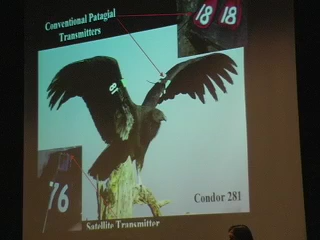 18 18
Conventional Patagial
Transmitters
76
Condor 281
Satellite Transmitter